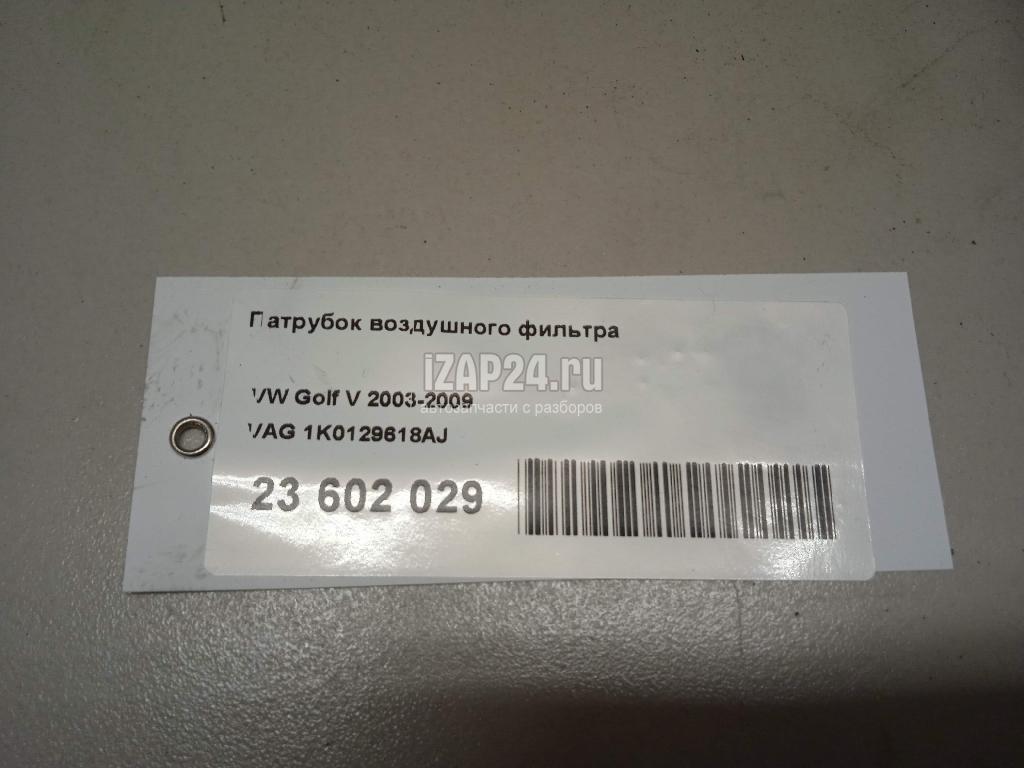 Патрубок воздушного фильтра
iZAP24.ru
VW Golf V 2003-2009
автозапчасти с разборов
VAG 1K0129618AJ
23 602 029